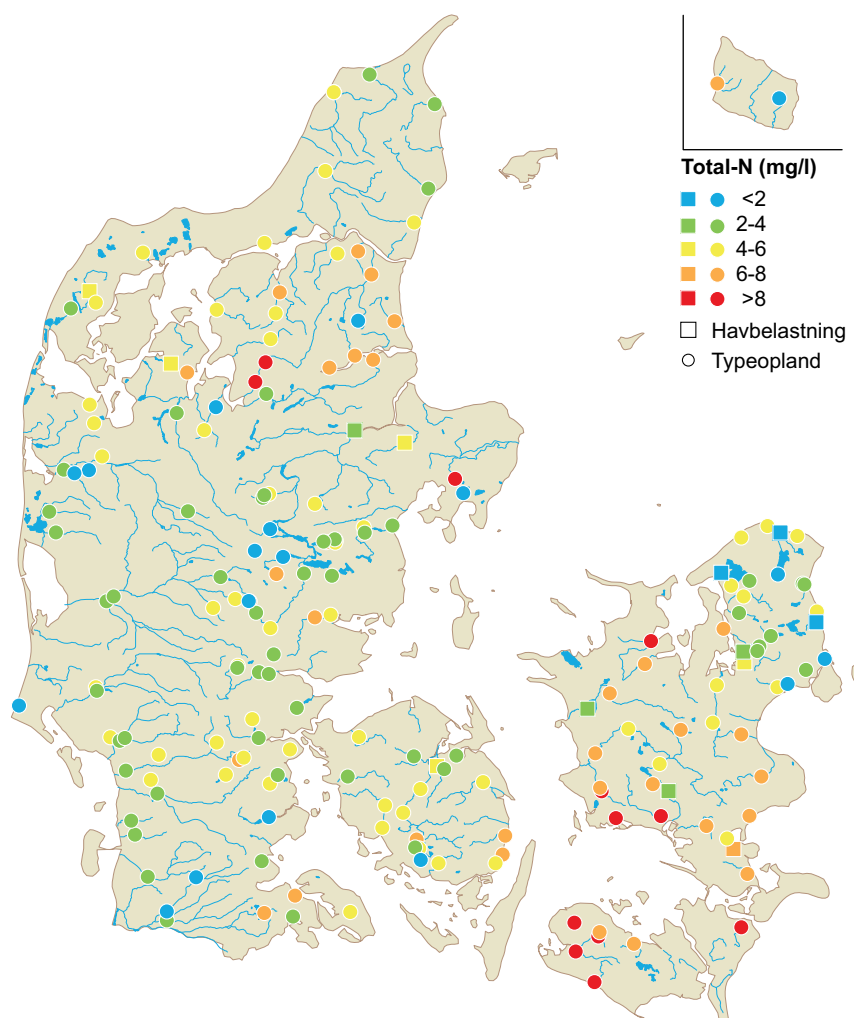 Total-N (mg/l)
<2
2-4
4-6
6-8
>8
Havbelastning
Typeopland